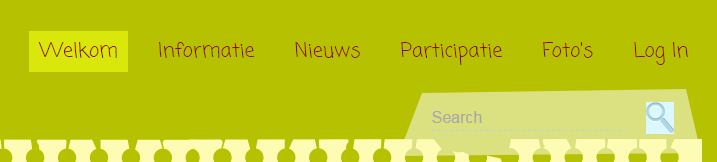 Welkom Informatie Nieuws Participatie Foto's Log In
Search